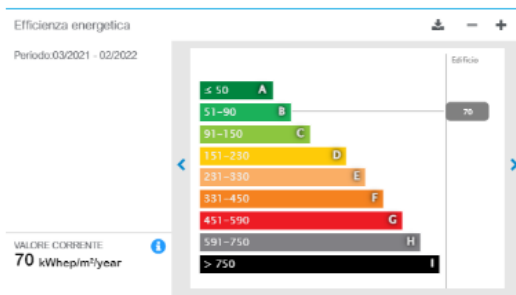 Efficienza energetica
Periodo:03/2021 - 02/2022
Edificio
≤ 50 A
51-90 B
70
91-150 C
151-230 D
231-330 E
331-450 F
451-590 G
591-750 H
> 750 I
VALORE CORRENTE
70 kWhep/m²/year